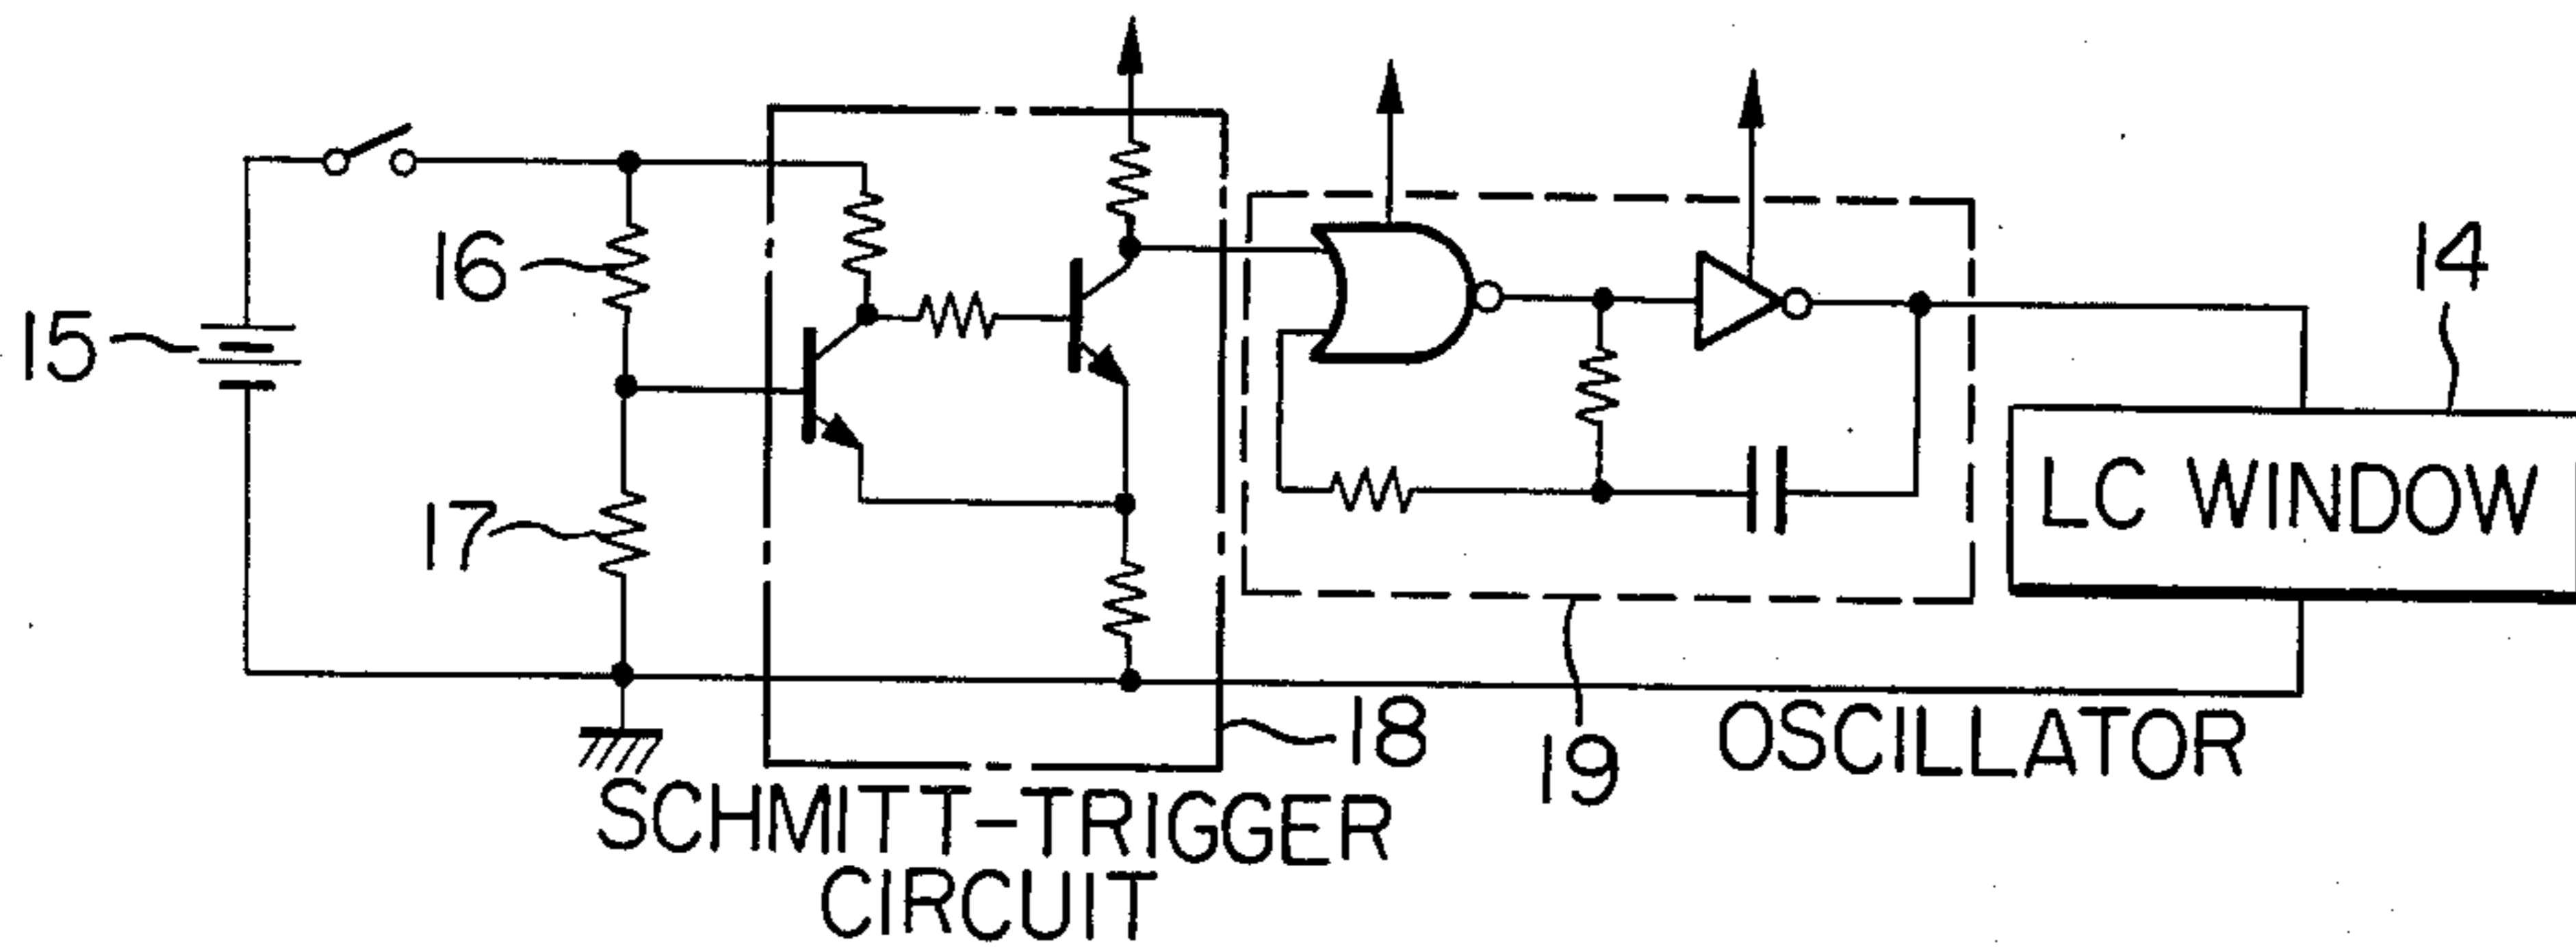 15
16
17
14
LC WINDOW
18
19
OSCILLATOR
SCHMITT-TRIGGER
CIRCUIT